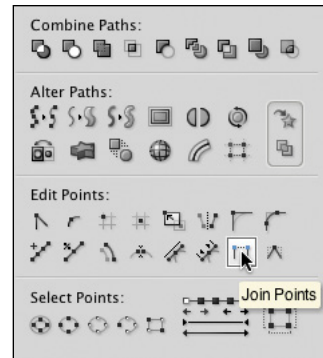 Combine Paths:
Alter Paths:
Edit Points:
Join Points
Select Points: